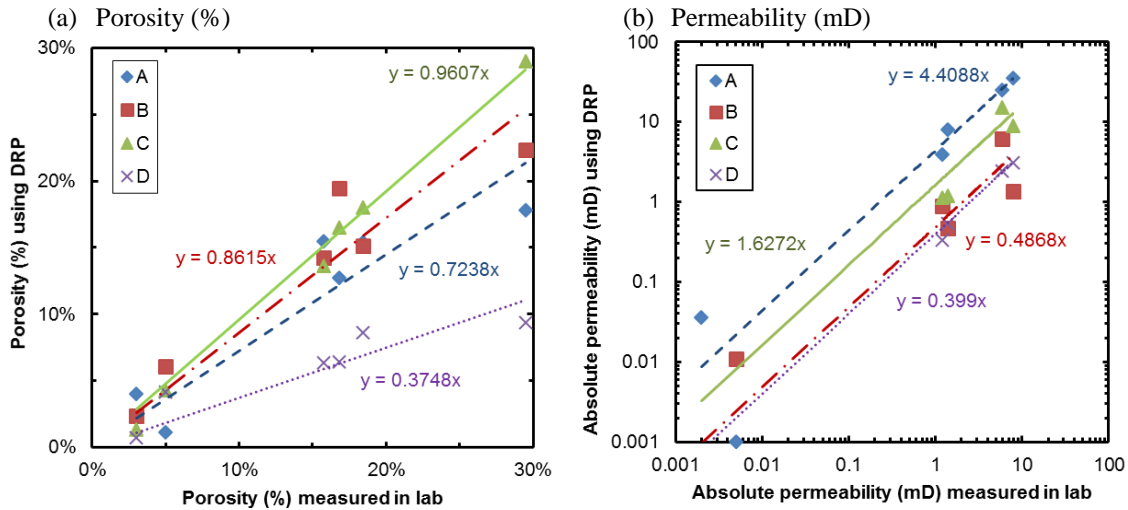 (a) Porosity (%)
30%
20%
10%
0%
0%
10%
20%
30%
Porosity (%) using DRP
Porosity (%) measured in lab
A
B
C
D
y = 0.9607x
y = 0.8615x
y = 0.7238x
y = 0.3748x
(b) Permeability (mD)
100
10
1
0.1
0.01
0.001
0.001
0.01
0.1
1
10
100
Absolute permeability (mD) using DRP
Absolute permeability (mD) measured in lab
A
B
C
D
y = 4.4088x
y = 1.6272x
y = 0.4868x
y = 0.399x